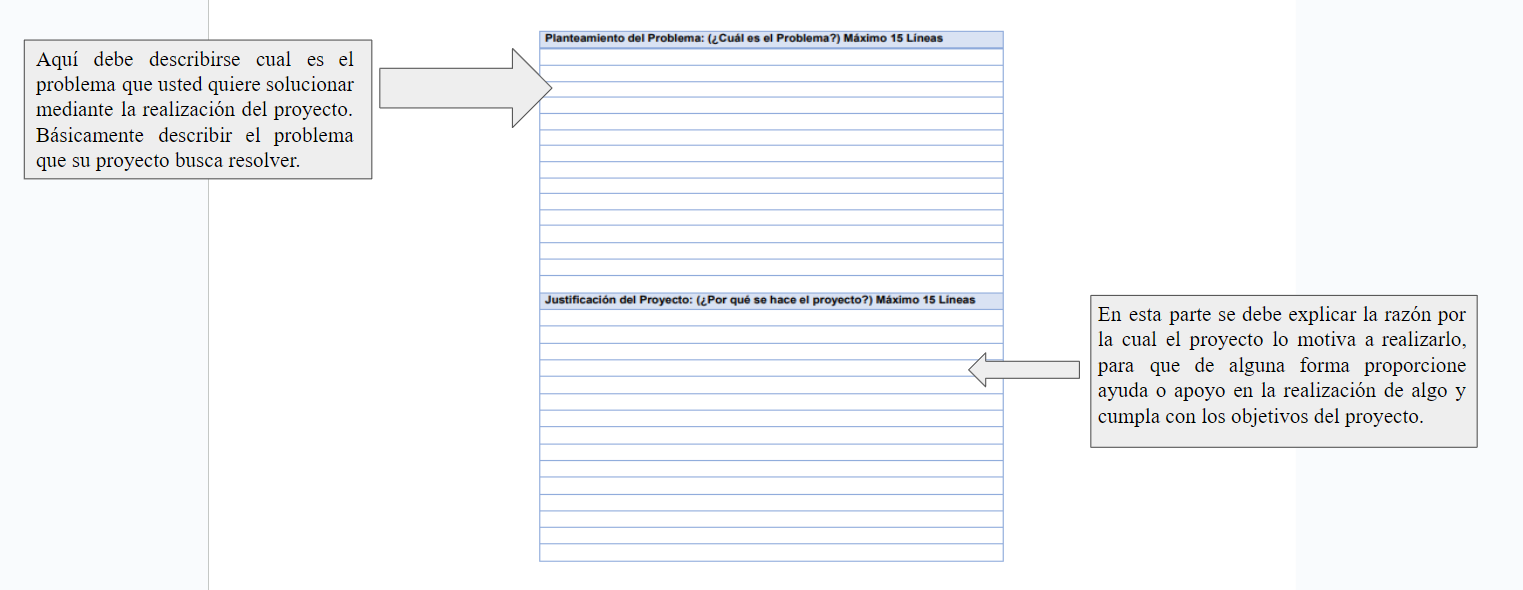 Aquí debe describirse cual es el
problema que usted quiere solucionar
mediante la realización del proyecto.
Básicamente describir el problema
que su proyecto busca resolver.
Planteamiento del Problema: (¿Cuál es el Problema?) Máximo 15 Líneas
Justificación del Proyecto: (¿Por qué se hace el proyecto?) Máximo 15 Líneas
En esta parte se debe explicar la razón por
la cual el proyecto lo motiva a realizarlo,
para que de alguna forma proporcione
ayuda o apoyo en la realización de algo y
cumpla con los objetivos del proyecto.